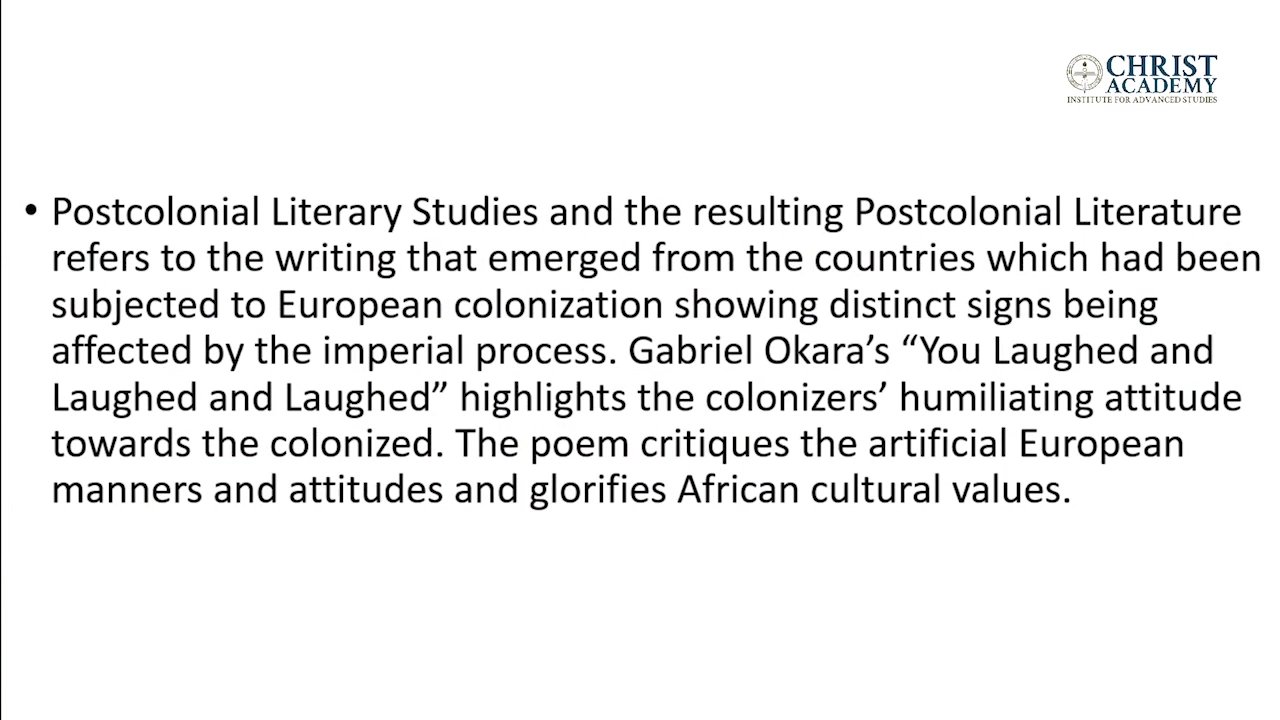 CHRIST
ACADEMY
INSTITUTE FOR ADVANCED STUDIES
• Postcolonial Literary Studies and the resulting Postcolonial Literature
refers to the writing that emerged from the countries which had been
subjected to European colonization showing distinct signs being
affected by the imperial process. Gabriel Okara’s “You Laughed and
Laughed and Laughed” highlights the colonizers’ humiliating attitude
towards the colonized. The poem critiques the artificial European
manners and attitudes and glorifies African cultural values.